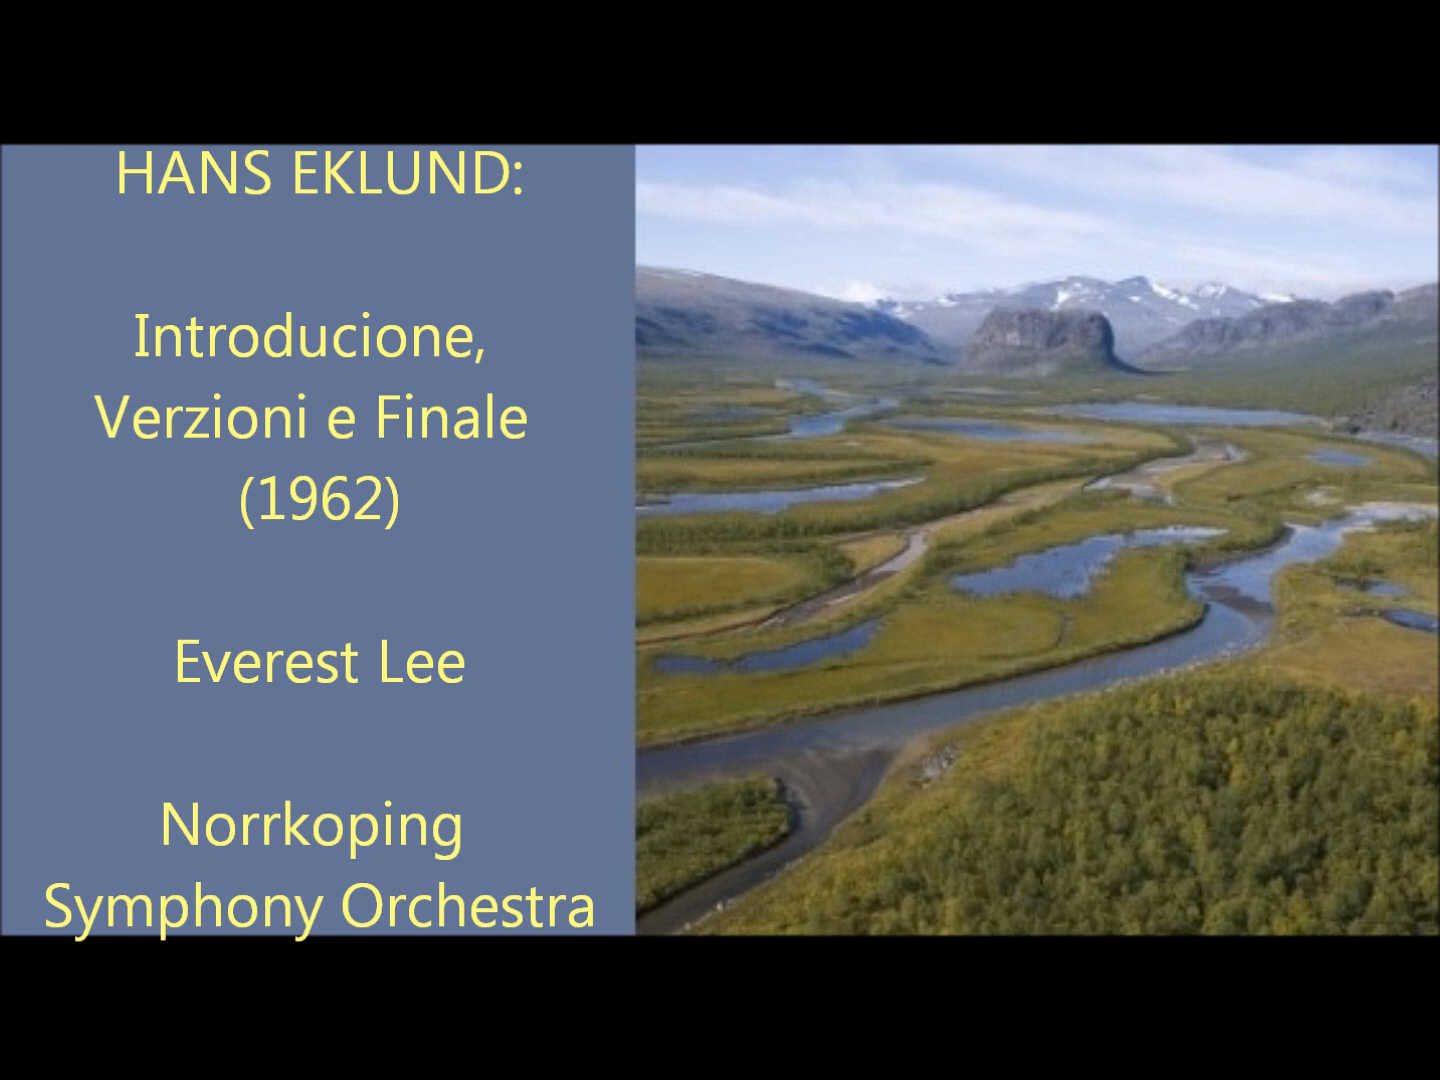 HANS EKLUND:
Introducione,
Verzioni e Finale
(1962)
Everest Lee
Norrkoping
Symphony Orchestra